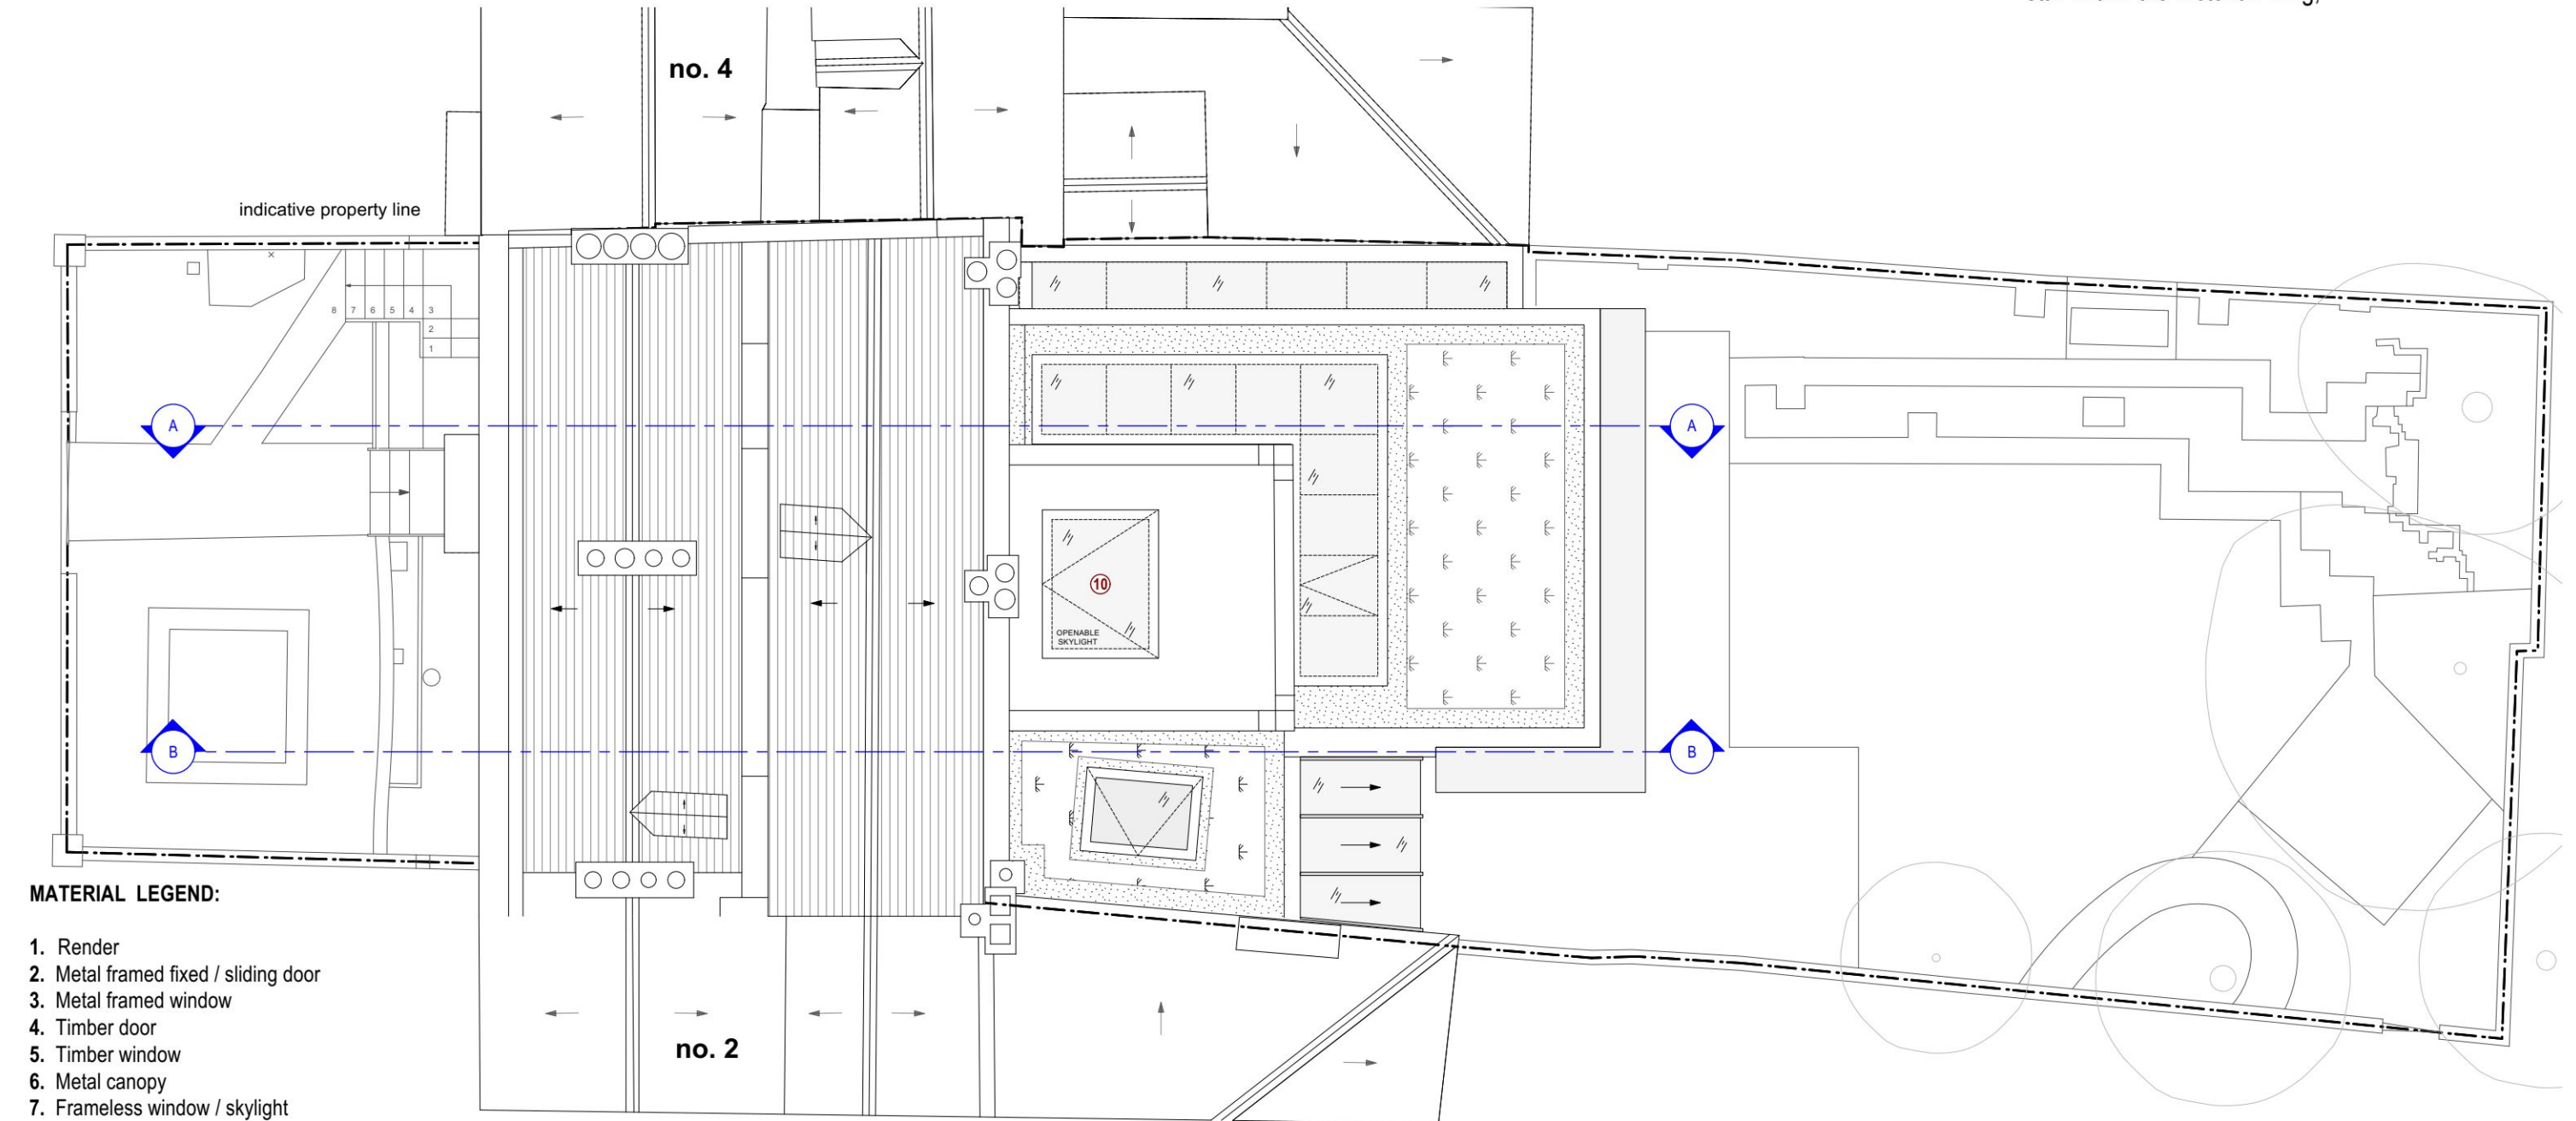 no. 4
indicative property line
8 7 6 5 4 3
2
1
A
A
10
OPENABLE
SKYLIGHT
B
B
MATERIAL LEGEND:
1. Render
2. Metal framed fixed / sliding door
3. Metal framed window
4. Timber door
5. Timber window
6. Metal canopy
7. Frameless window / skylight
no. 2